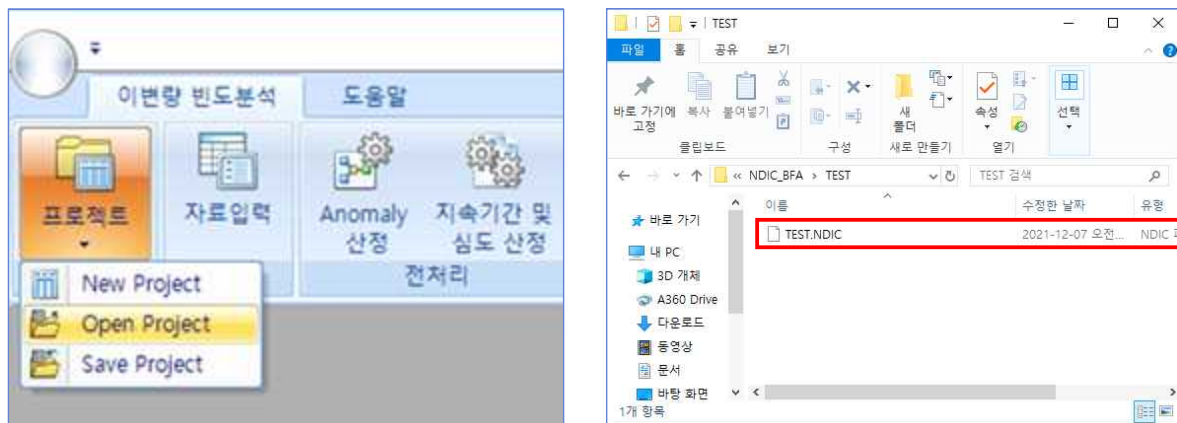 이변량 빈도분석 도움말
프로젝트
자료입력
Anomaly
산정
지속기간 및
심도 산정
전처리
New Project
Open Project
Save Project
TEST
파일 홈 공유 보기
바로 가기에
고정
복사
붙여넣기
새
폴더
속성
선택
클립보드 구성 새로 만들기 열기
« NDIC_BFA › TEST
TEST 검색
이름 수정한 날짜 유형
TEST.NDIC 2021-12-07 오전... NDIC
바로 가기
내 PC
3D 개체
A360 Drive
다운로드
동영상
문서
바탕 화면
1개 항목